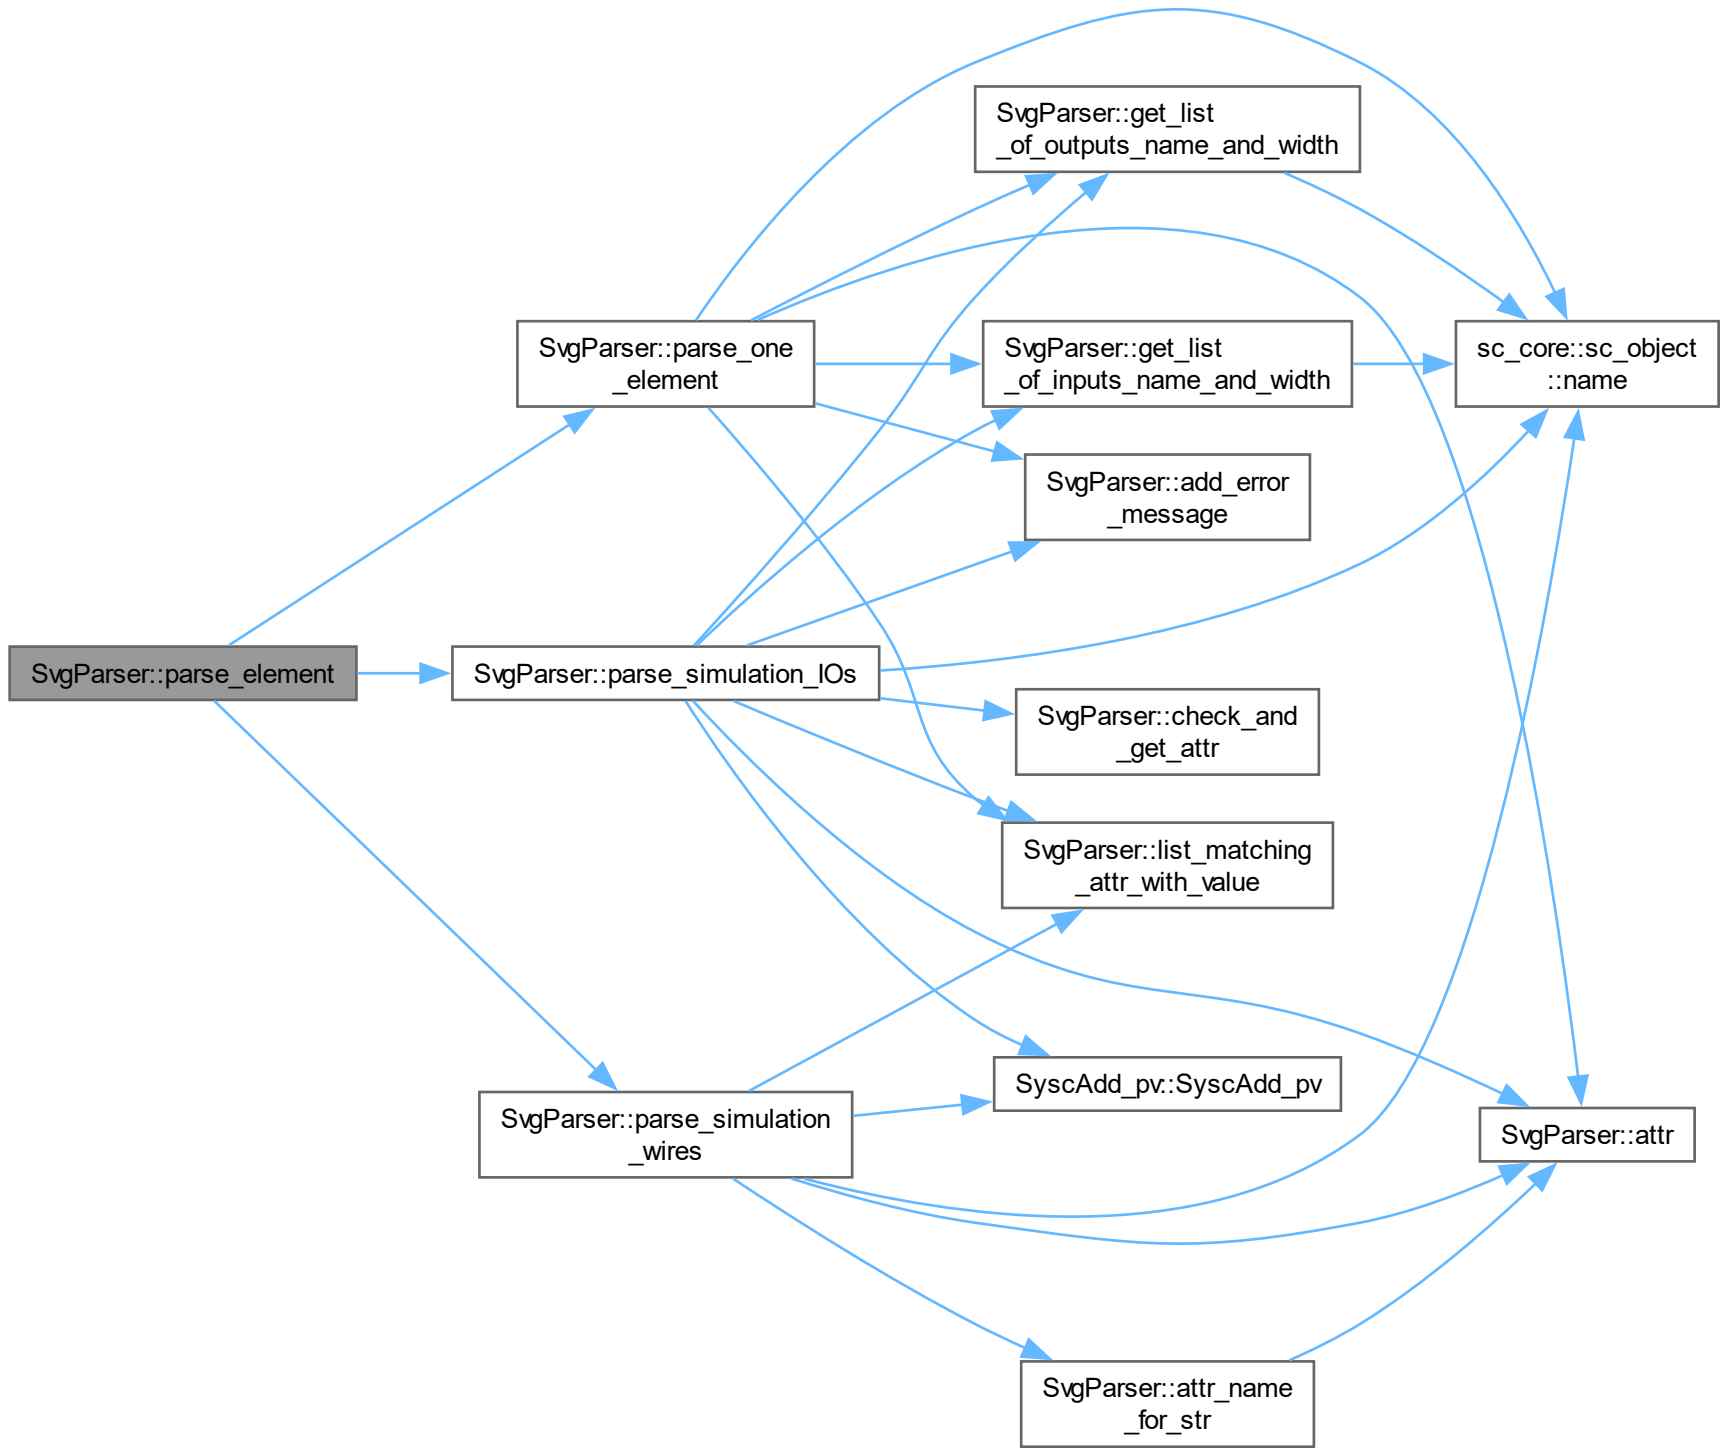 SvgParser::get_list
_of_outputs_name_and_width
SvgParser::parse_one
_element
SvgParser::get_list
_of_inputs_name_and_width
sc_core::sc_object
::name
SvgParser::add_error
_message
SvgParser::parse_element
SvgParser::parse_simulation_IOs
SvgParser::check_and
_get_attr
SvgParser::list_matching
_attr_with_value
SyscAdd_pv::SyscAdd_pv
SvgParser::parse_simulation
_wires
SvgParser::attr
SvgParser::attr_name
_for_str